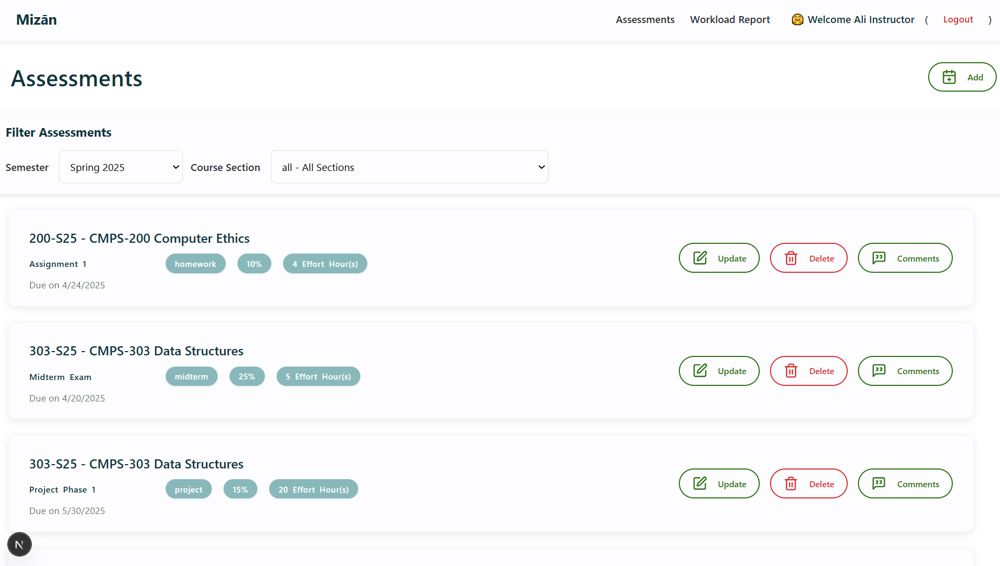 Mizān
Assessments Workload Report 🤗 Welcome Ali Instructor ( Logout )
Assessments
Add
Filter Assessments
Semester Spring 2025 Course Section all - All Sections
200-S25 - CMPS-200 Computer Ethics
Assignment 1 homework 10% 4 Effort Hour(s)
Due on 4/24/2025
Update Delete Comments
303-S25 - CMPS-303 Data Structures
Midterm Exam midterm 25% 5 Effort Hour(s)
Due on 4/20/2025
Update Delete Comments
303-S25 - CMPS-303 Data Structures
Project Phase 1 project 15% 20 Effort Hour(s)
Due on 5/30/2025
Update Delete Comments
N